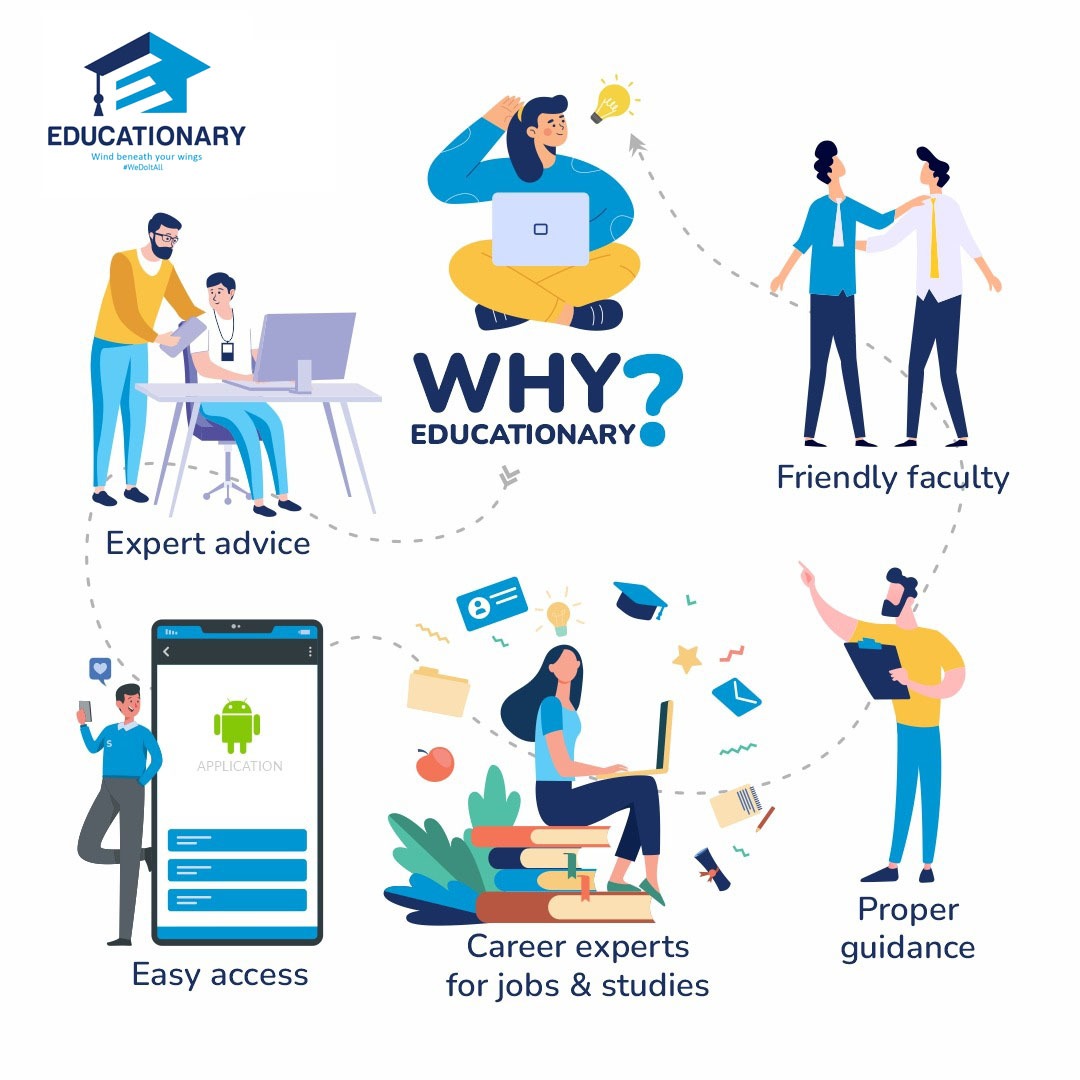 EDUCATIONARY
Wind beneath your wings
#WeDoItAll
WHY?
EDUCATIONARY
Friendly faculty
Expert advice
APPLICATION
S
Easy access
Career experts
for jobs & studies
Proper
guidance